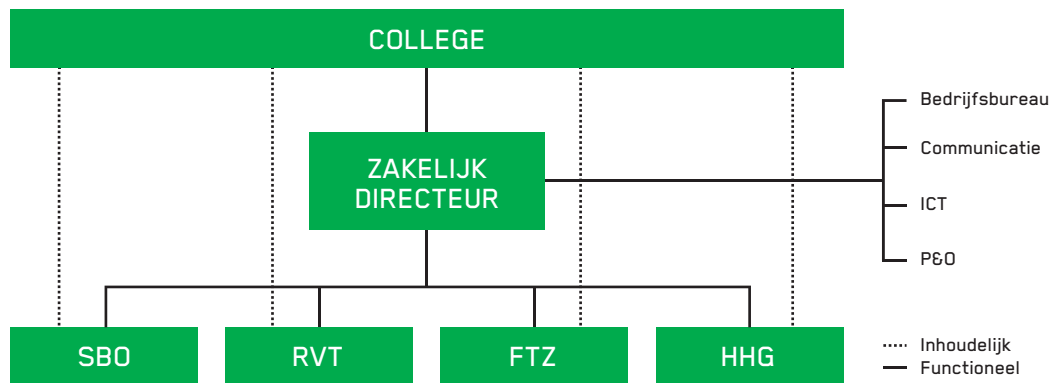 COLLEGE
ZAKELIJK
DIRECTEUR
Bedrijfsbureau
Communicatie
ICT
P&O
SBO
RVT
FTZ
HHG
Inhoudelijk
Functioneel